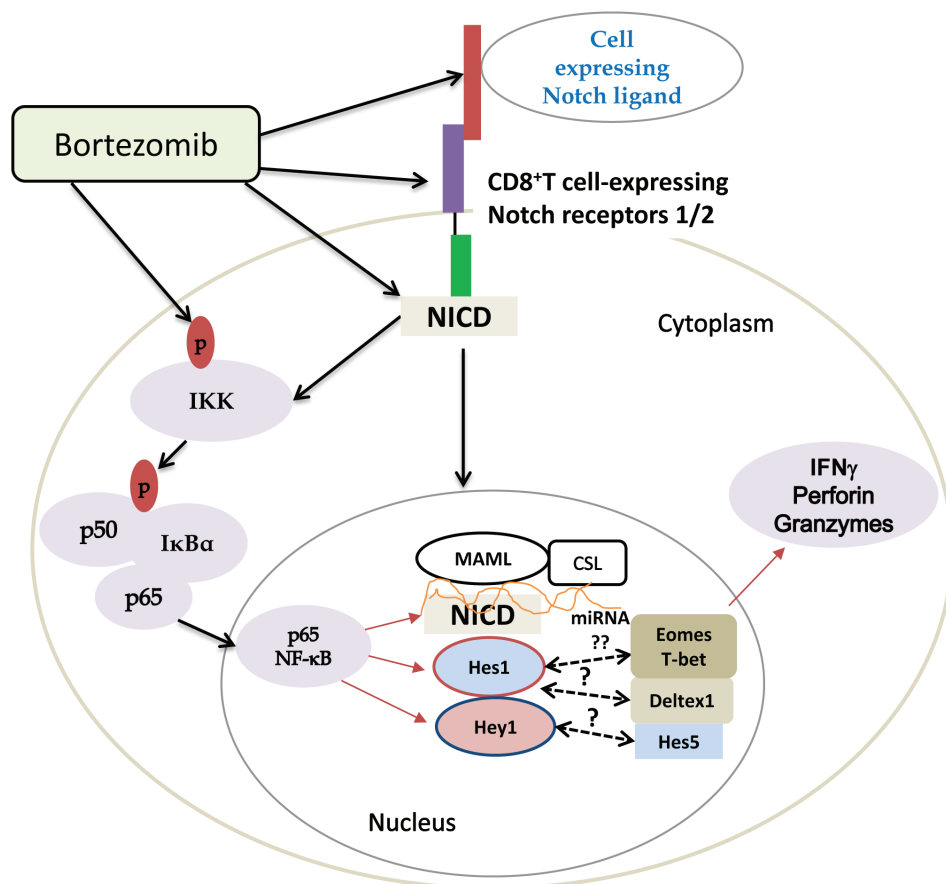 Cell
expressing
Notch ligand
Bortezomib
CD8⁺T cell-expressing
Notch receptors 1/2
NICD
Cytoplasm
p
IKK
p
p50
IκBα
p65
IFNγ
Perforin
Granzymes
MAML
CSL
NICD
miRNA
??
p65
NF-κB
Hes1
Eomes
T-bet
?
Deltex1
Hey1
?
Hes5
Nucleus